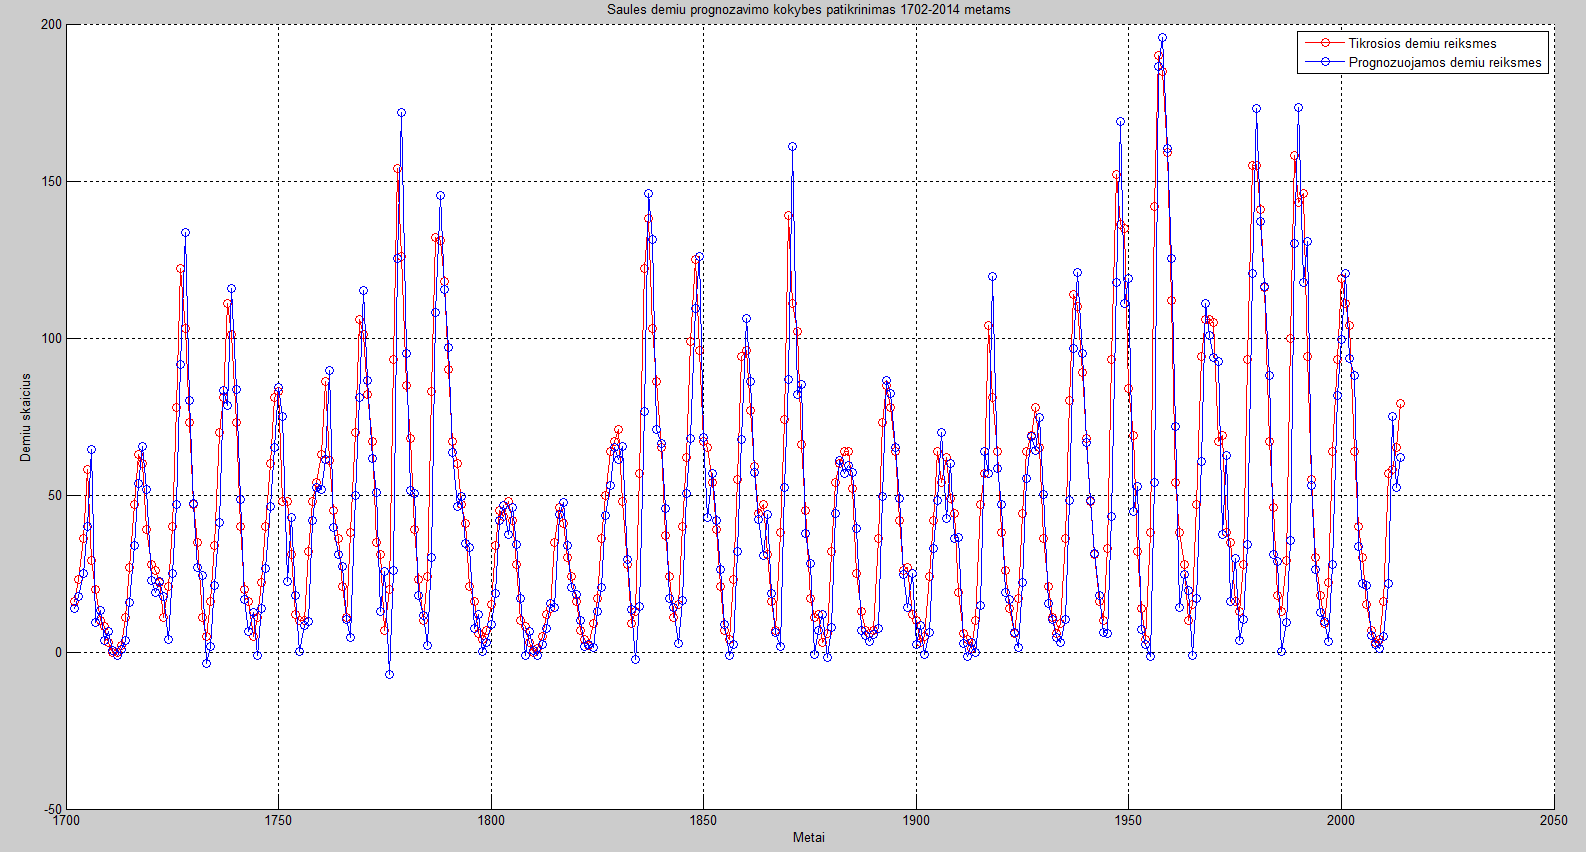 Saules demiu prognozavimo kokybes patikrinimas 1702-2014 metams
Tikrosios demiu reiksmes
Prognozuojamos demiu reiksmes
Demiu skaicius
200
150
100
50
0
-50
1700 1750 1800 1850 1900 1950 2000 2050
Metai